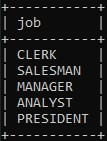 +-----------+
| job       |
+-----------+
| CLERK     |
| SALESMAN  |
| MANAGER   |
| ANALYST   |
| PRESIDENT |
+-----------+